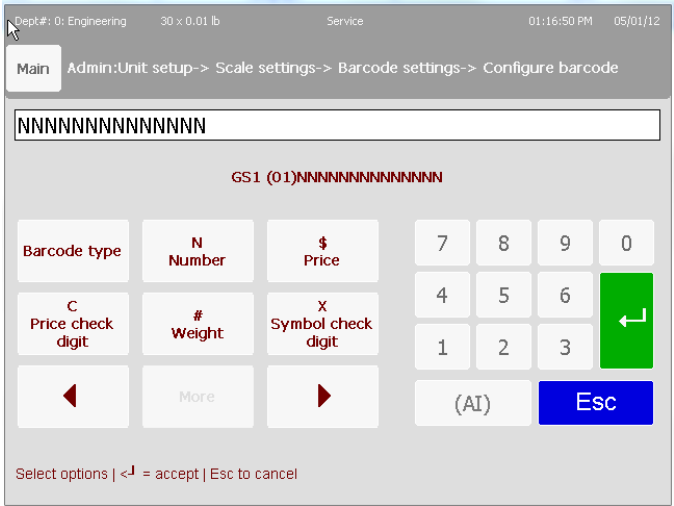 Dept#: 0: Engineering 30 x 0.01 lb Service 01:16:50 PM 05/01/12
Main Admin:Unit setup-> Scale settings-> Barcode settings-> Configure barcode
NNNNNNNNNNNNNN
GS1 (01)NNNNNNNNNNNNNN
Barcode type
N
Number
$
Price
7 8 9 0
C
Price check
digit
#
Weight
X
Symbol check
digit
4 5 6
1 2 3
More
(AI) Esc
Select options | <┘ = accept | Esc to cancel